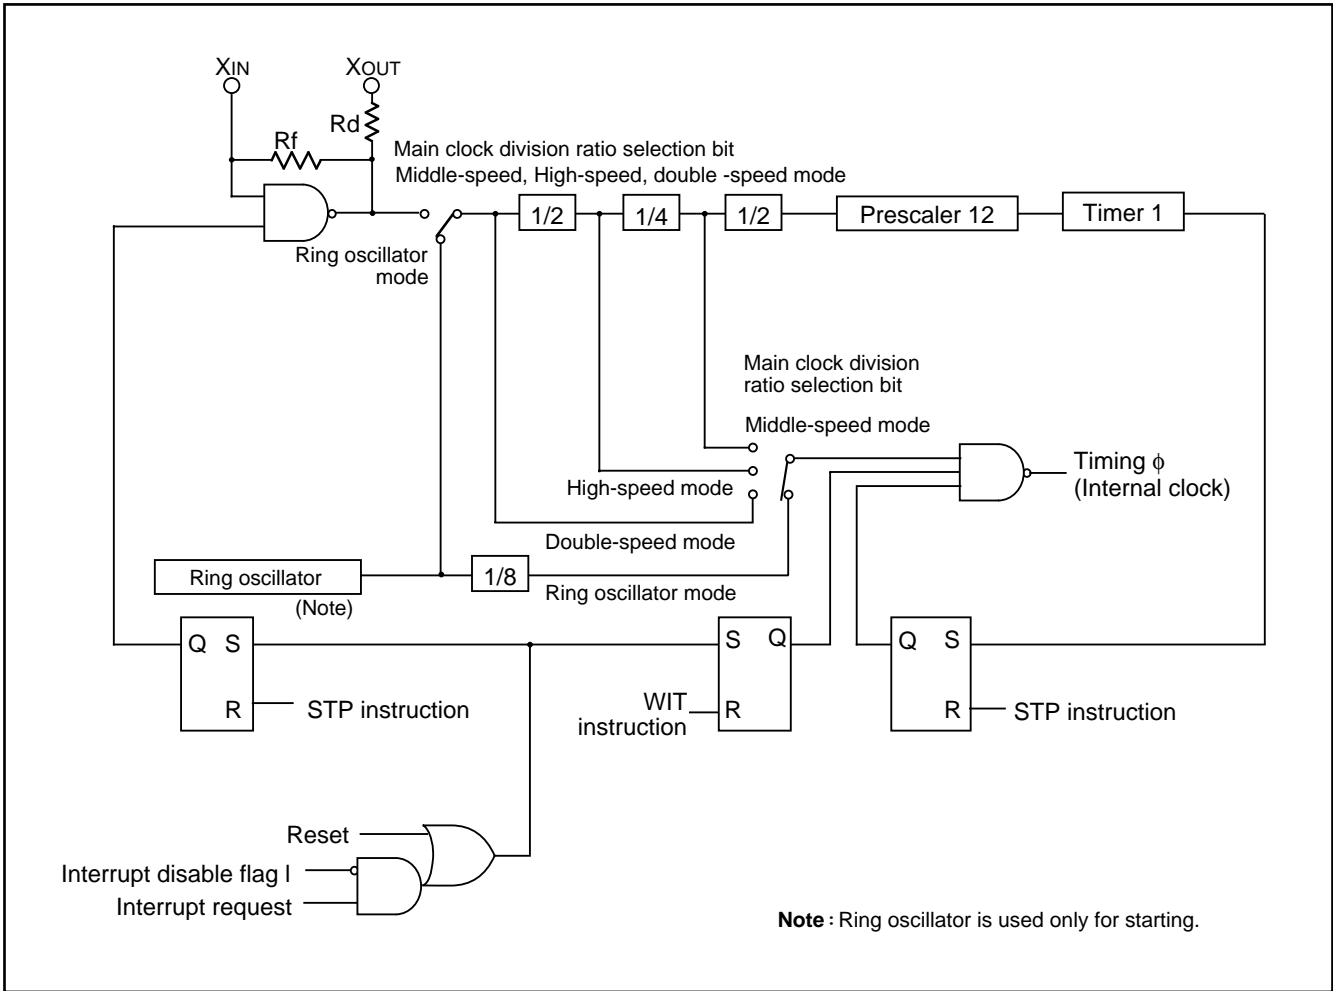 XIN
XOUT
Rd
Rf
Main clock division ratio selection bit
Middle-speed, High-speed, double -speed mode
1/2
1/4
1/2
Prescaler 12
Timer 1
Ring oscillator
mode
Main clock division
ratio selection bit
Middle-speed mode
High-speed mode
Timing ϕ
(Internal clock)
Double-speed mode
Ring oscillator
(Note)
1/8
Ring oscillator mode
Q S
R
STP instruction
S Q
R
WIT
instruction
Q S
R
STP instruction
Reset
Interrupt disable flag I
Interrupt request
Note : Ring oscillator is used only for starting.